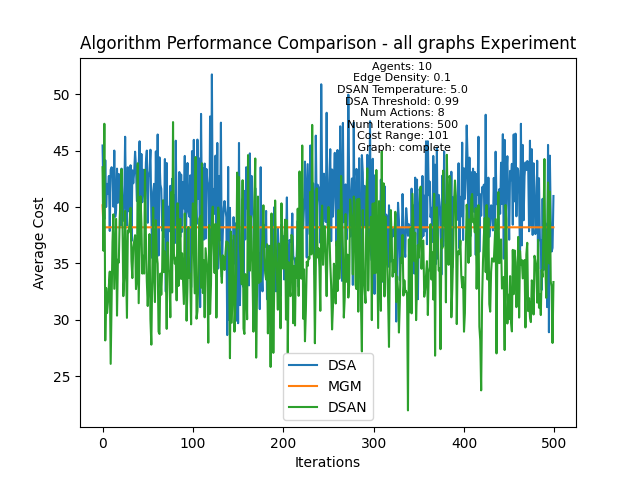 Algorithm Performance Comparison - all graphs Experiment
Agents: 10
Edge Density: 0.1
DSAN Temperature: 5.0
DSA Threshold: 0.99
Num Actions: 8
Num Iterations: 500
Cost Range: 101
Graph: complete
50
45
40
35
30
25
Average Cost
DSA
MGM
DSAN
0
100
200
300
400
500
Iterations